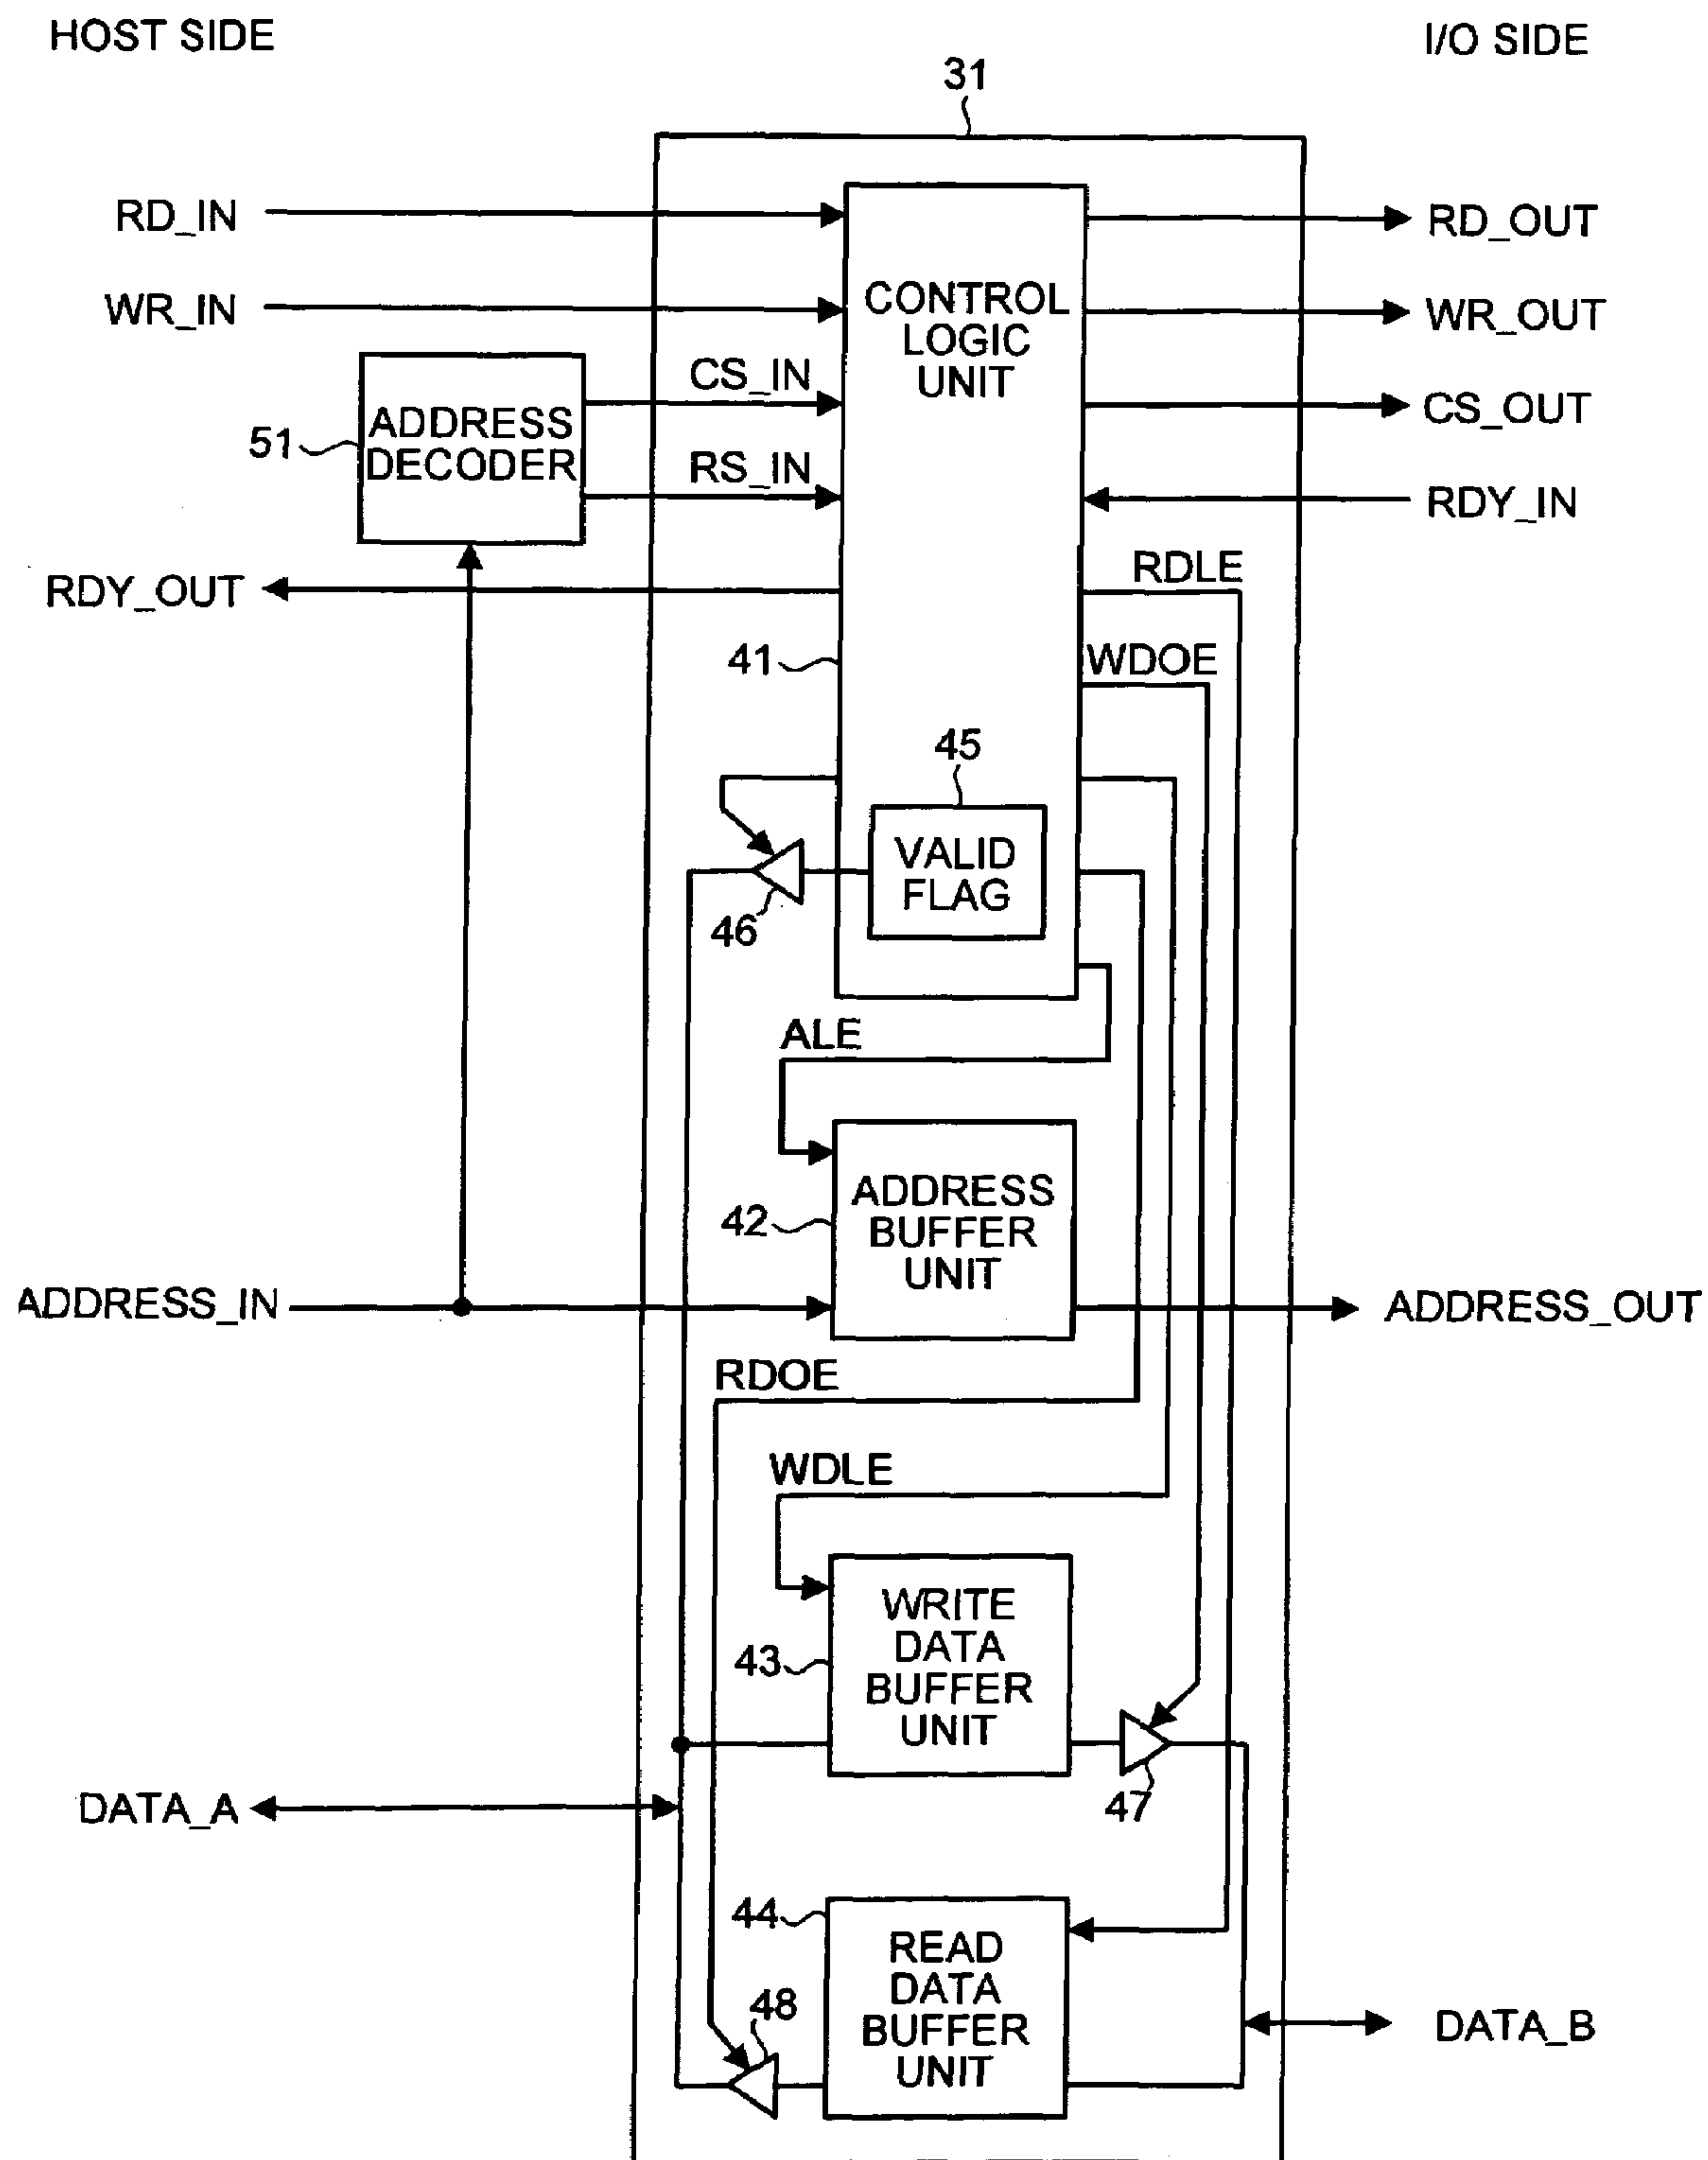 HOST SIDE
I/O SIDE
31
RD_IN
RD_OUT
WR_IN
WR_OUT
CONTROL
LOGIC
UNIT
CS_IN
CS_OUT
51
ADDRESS
DECODER
RS_IN
RDY_IN
RDY_OUT
RDLE
41
WDOE
45
VALID
FLAG
46
ALE
42
ADDRESS
BUFFER
UNIT
ADDRESS_IN
ADDRESS_OUT
RDOE
WDLE
43
WRITE
DATA
BUFFER
UNIT
47
DATA_A
44
READ
DATA
BUFFER
UNIT
48
DATA_B